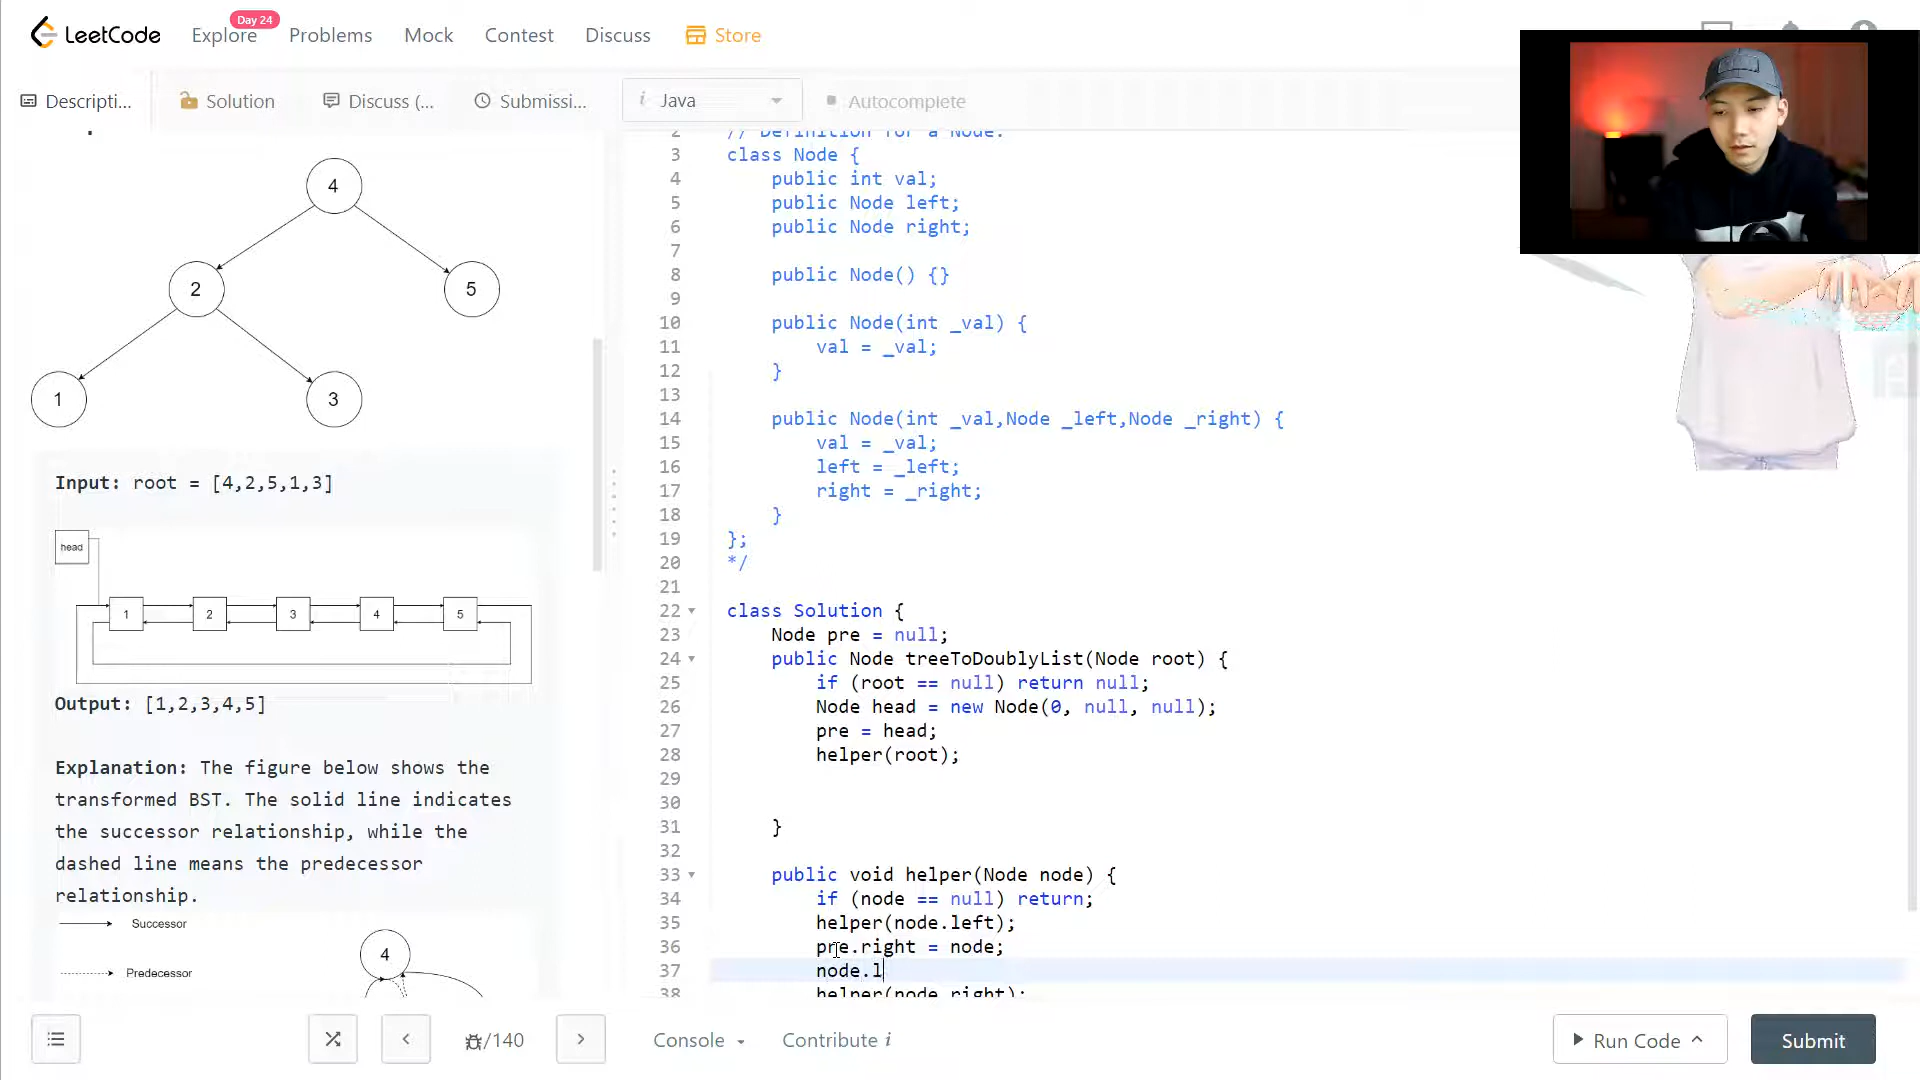 LeetCode
Explore
Day 24
Problems
Mock
Contest
Discuss
Store
Descripti...
Solution
Discuss (...
Submissi...
i Java
Autocomplete
4
2
5
1
3
Input: root = [4,2,5,1,3]
head
1
2
3
4
5
Output: [1,2,3,4,5]
Explanation: The figure below shows the
transformed BST. The solid line indicates
the successor relationship, while the
dashed line means the predecessor
relationship.
Successor
Predecessor
4
2 // Definition for a Node.
3 class Node {
4 public int val;
5 public Node left;
6 public Node right;
7
8 public Node() {}
9
10 public Node(int _val) {
11 val = _val;
12 }
13
14 public Node(int _val,Node _left,Node _right) {
15 val = _val;
16 left = _left;
17 right = _right;
18 }
19 };
20 */
21
22 class Solution {
23 Node pre = null;
24 public Node treeToDoublyList(Node root) {
25 if (root == null) return null;
26 Node head = new Node(0, null, null);
27 pre = head;
28 helper(root);
29
30
31 }
32
33 public void helper(Node node) {
34 if (node == null) return;
35 helper(node.left);
36 pre.right = node;
37 node.l
38 helper(node.right);
/140
Console
Contribute i
Run Code
Submit